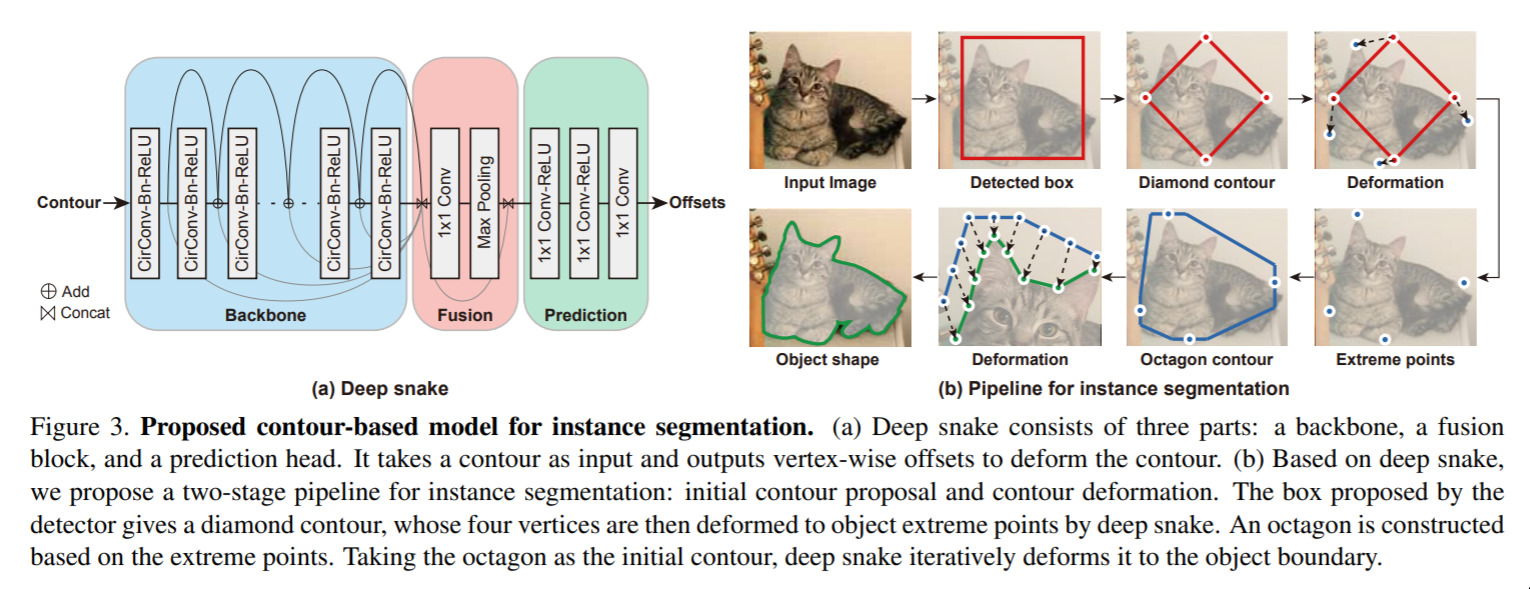 CirConv-Bn-ReLU
CirConv-Bn-ReLU
CirConv-Bn-ReLU
CirConv-Bn-ReLU
CirConv-Bn-ReLU
1x1 Conv
Max Pooling
1x1 Conv-ReLU
1x1 Conv-ReLU
1x1 Conv
Contour
Offsets
Add
Concat
Backbone
Fusion
Prediction
(a) Deep snake
Input Image
Detected box
Diamond contour
Deformation
Object shape
Deformation
Octagon contour
Extreme points
(b) Pipeline for instance segmentation
Figure 3. Proposed contour-based model for instance segmentation. (a) Deep snake consists of three parts: a backbone, a fusion
block, and a prediction head. It takes a contour as input and outputs vertex-wise offsets to deform the contour. (b) Based on deep snake,
we propose a two-stage pipeline for instance segmentation: initial contour proposal and contour deformation. The box proposed by the
detector gives a diamond contour, whose four vertices are then deformed to object extreme points by deep snake. An octagon is constructed
based on the extreme points. Taking the octagon as the initial contour, deep snake iteratively deforms it to the object boundary.